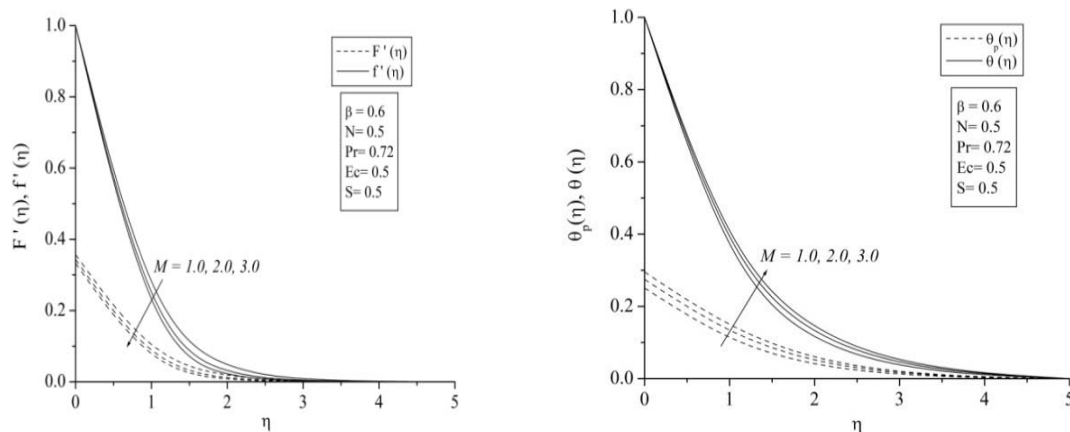 F ' (η), f ' (η)
1.0
0.8
0.6
0.4
0.2
0.0
0 1 2 3 4 5
η
F ' (η)
f ' (η)
β = 0.6
N= 0.5
Pr= 0.72
Ec= 0.5
S= 0.5
M = 1.0, 2.0, 3.0
θp(η), θ (η)
1.0
0.8
0.6
0.4
0.2
0.0
0 1 2 3 4 5
η
θp(η)
θ (η)
β = 0.6
N= 0.5
Pr= 0.72
Ec= 0.5
S= 0.5
M = 1.0, 2.0, 3.0